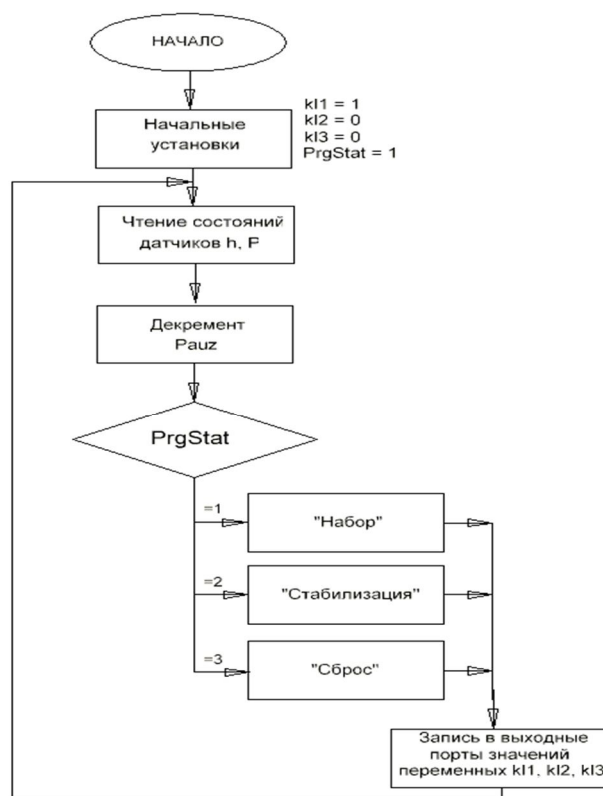 НАЧАЛО
Начальные
установки
kl1 = 1
kl2 = 0
kl3 = 0
PrgStat = 1
Чтение состояний
датчиков h, P
Декремент
Pauz
PrgStat
=1
"Набор"
=2
"Стабилизация"
=3
"Сброс"
Запись в выходные
порты значений
переменных kl1, kl2, kl3